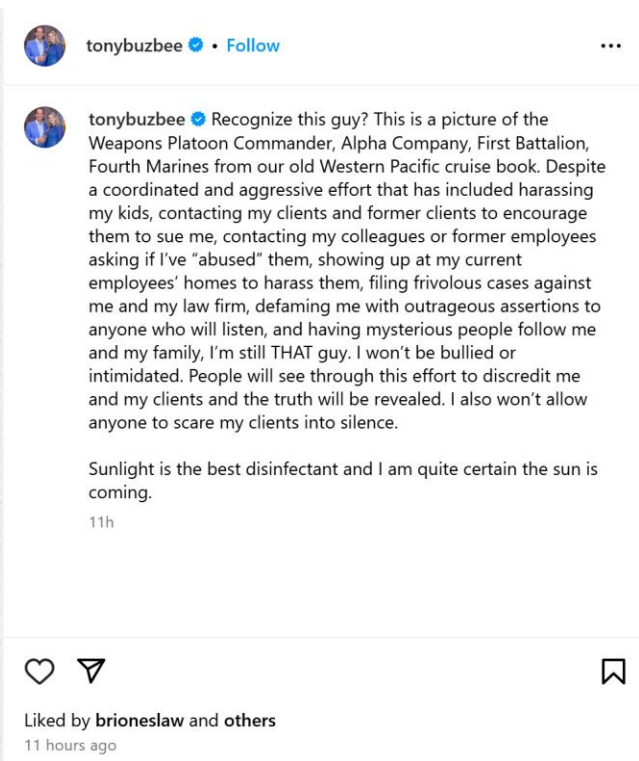 tonybuzbee • Follow
tonybuzbee Recognize this guy? This is a picture of the
Weapons Platoon Commander, Alpha Company, First Battalion,
Fourth Marines from our old Western Pacific cruise book. Despite
a coordinated and aggressive effort that has included harassing
my kids, contacting my clients and former clients to encourage
them to sue me, contacting my colleagues or former employees
asking if I've “abused” them, showing up at my current
employees' homes to harass them, filing frivolous cases against
me and my law firm, defaming me with outrageous assertions to
anyone who will listen, and having mysterious people follow me
and my family, I'm still THAT guy. I won't be bullied or
intimidated. People will see through this effort to discredit me
and my clients and the truth will be revealed. I also won't allow
anyone to scare my clients into silence.
Sunlight is the best disinfectant and I am quite certain the sun is
coming.
11h
Liked by brioneslaw and others
11 hours ago